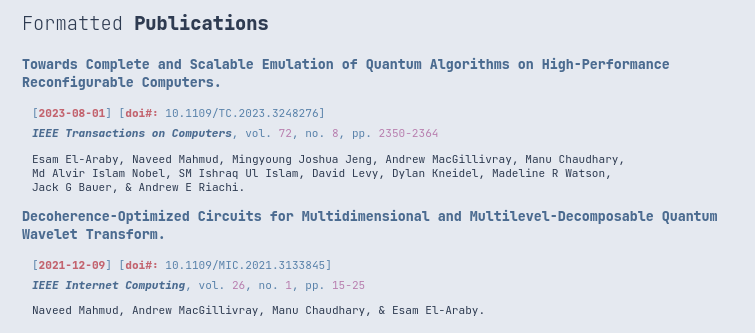 Formatted Publications
Towards Complete and Scalable Emulation of Quantum Algorithms on High-Performance
Reconfigurable Computers.
[2023-08-01] [doi#: 10.1109/TC.2023.3248276]
IEEE Transactions on Computers, vol. 72, no. 8, pp. 2350-2364
Esam El-Araby, Naveed Mahmud, Mingyoung Joshua Jeng, Andrew MacGillivray, Manu Chaudhary,
Md Alvir Islam Nobel, SM Ishraq Ul Islam, David Levy, Dylan Kneidel, Madeline R Watson,
Jack G Bauer, & Andrew E Riachi.
Decoherence-Optimized Circuits for Multidimensional and Multilevel-Decomposable Quantum
Wavelet Transform.
[2021-12-09] [doi#: 10.1109/MIC.2021.3133845]
IEEE Internet Computing, vol. 26, no. 1, pp. 15-25
Naveed Mahmud, Andrew MacGillivray, Manu Chaudhary, & Esam El-Araby.